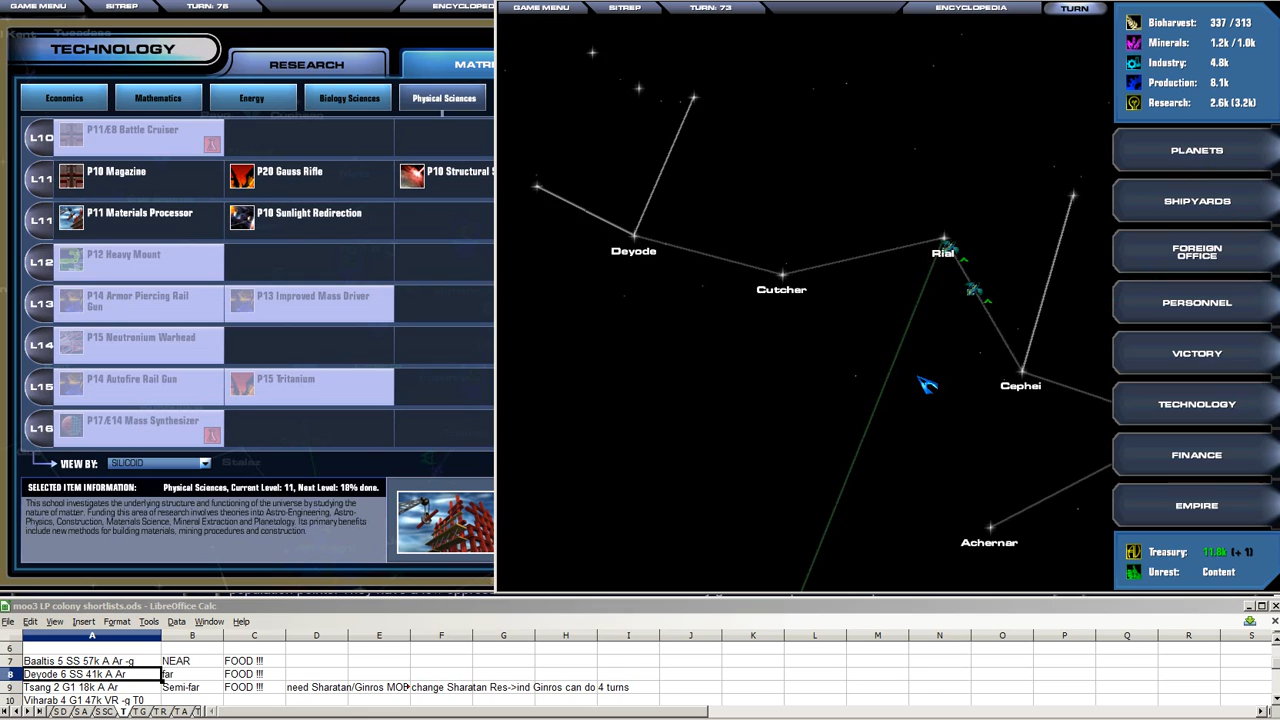 GAME MENU SITREP TURN: 76 ENCYCLOPED
TECHNOLOGY
RESEARCH
MATR
Economics Mathematics Energy Biology Sciences Physical Sciences
L10 P11/E8 Battle Cruiser
L11 P10 Magazine P20 Gauss Rifle P10 Structural S
L11 P11 Materials Processor P10 Sunlight Redirection
L12 P12 Heavy Mount
L13 P14 Armor Piercing Rail Gun P13 Improved Mass Driver
L14 P15 Neutronium Warhead
L15 P14 Autofire Rail Gun P15 Tritanium
L16 P17/E14 Mass Synthesizer
VIEW BY: SILICOID
SELECTED ITEM INFORMATION: Physical Sciences, Current Level: 11, Next Level: 18% done.
This school investigates the underlying structure and functioning of the universe by studying the
nature of matter. Funding this area of research involves theories into Astro-Engineering, Astro-
Physics, Construction, Materials Science, Mineral Extraction and Planetology. Its primary benefits
include new methods for building materials, mining procedures and construction.
GAME MENU SITREP TURN: 73 ENCYCLOPEDIA TURN
Deyode
Cutcher
Rial
Cephei
Achernar
Bioharvest: 337 / 313
Minerals: 1.2k / 1.0k
Industry: 4.8k
Production: 8.1k
Research: 2.6k (3.2k)
PLANETS
SHIPYARDS
FOREIGN
OFFICE
PERSONNEL
VICTORY
TECHNOLOGY
FINANCE
EMPIRE
Treasury: 11.8k (+ 1)
Unrest: Content
moo3 LP colony shortlists.ods - LibreOffice Calc
File Edit View Insert Format Tools Data Window Help
A B C D E F G H I J K L M N O P Q R S
6
7 Baaltis 5 SS 57k A Ar -g NEAR FOOD !!!
8 Deyode 6 SS 41k A Ar far FOOD !!!
9 Tsang 2 G1 18k A Ar Semi-far FOOD !!! need Sharatan/Ginros MOB change Sharatan Res->ind Ginros can do 4 turns
10 Viharab 4 G1 47k VR -g T0
S D S A S SC T T G T R T A T